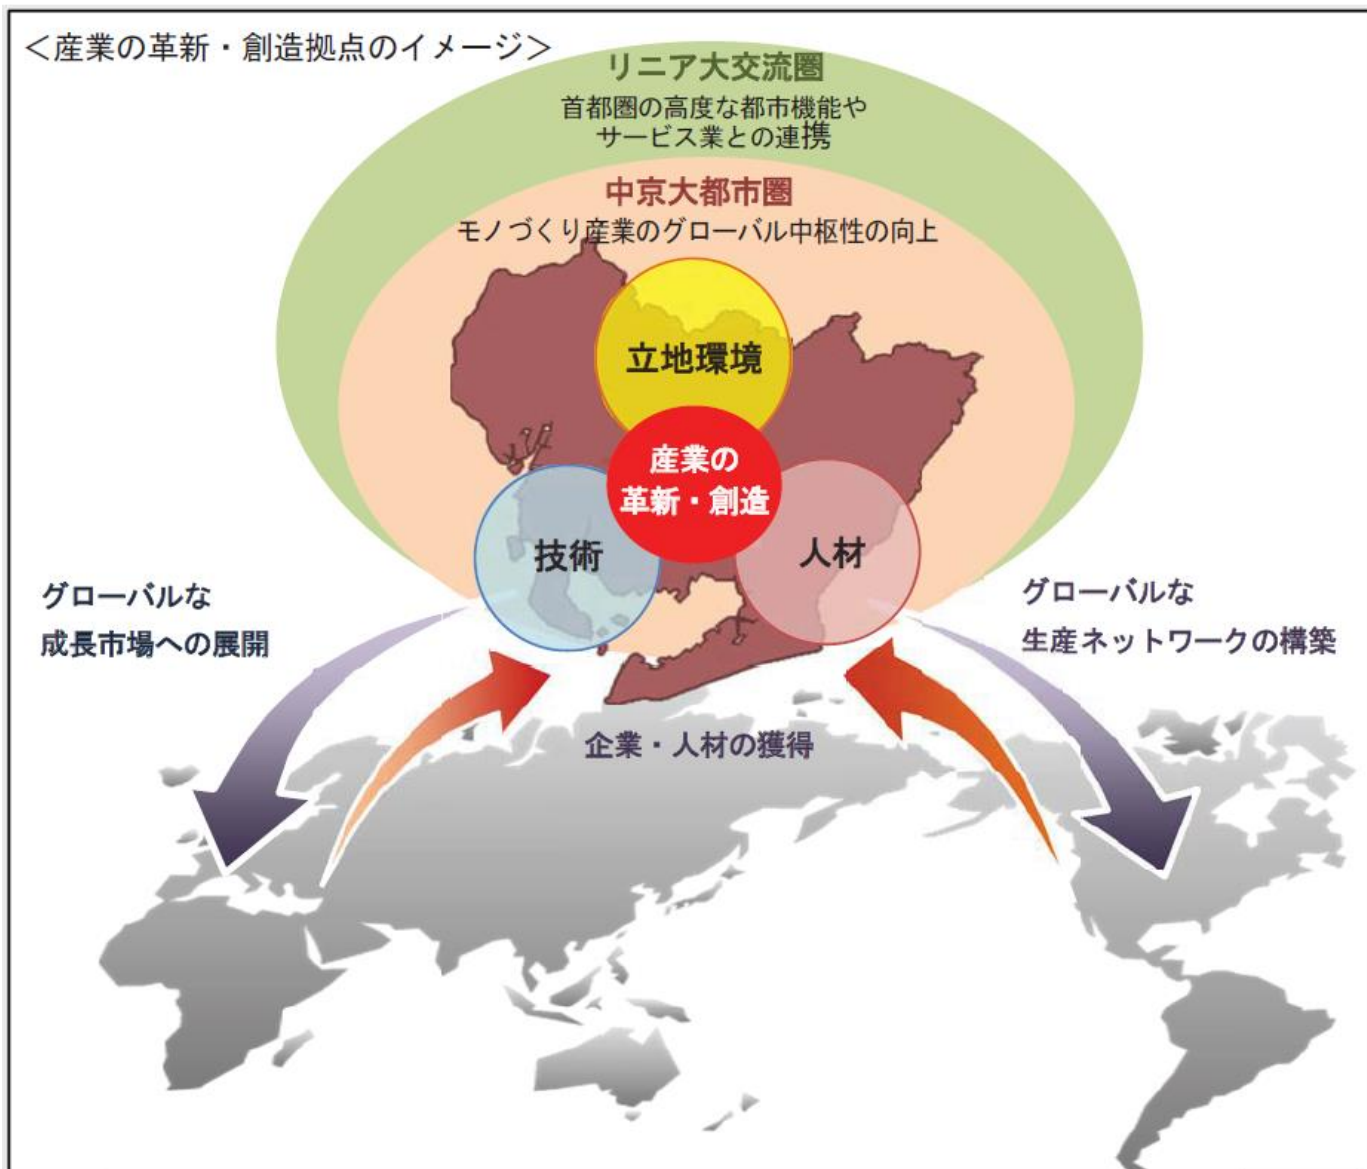 ＜産業の革新・創造拠点のイメージ＞
リニア大交流圏
首都圏の高度な都市機能や
サービス業との連携
中京大都市圏
モノづくり産業のグローバル中枢性の向上
立地環境
産業の
革新・創造
技術
人材
グローバルな
成長市場への展開
グローバルな
生産ネットワークの構築
企業・人材の獲得